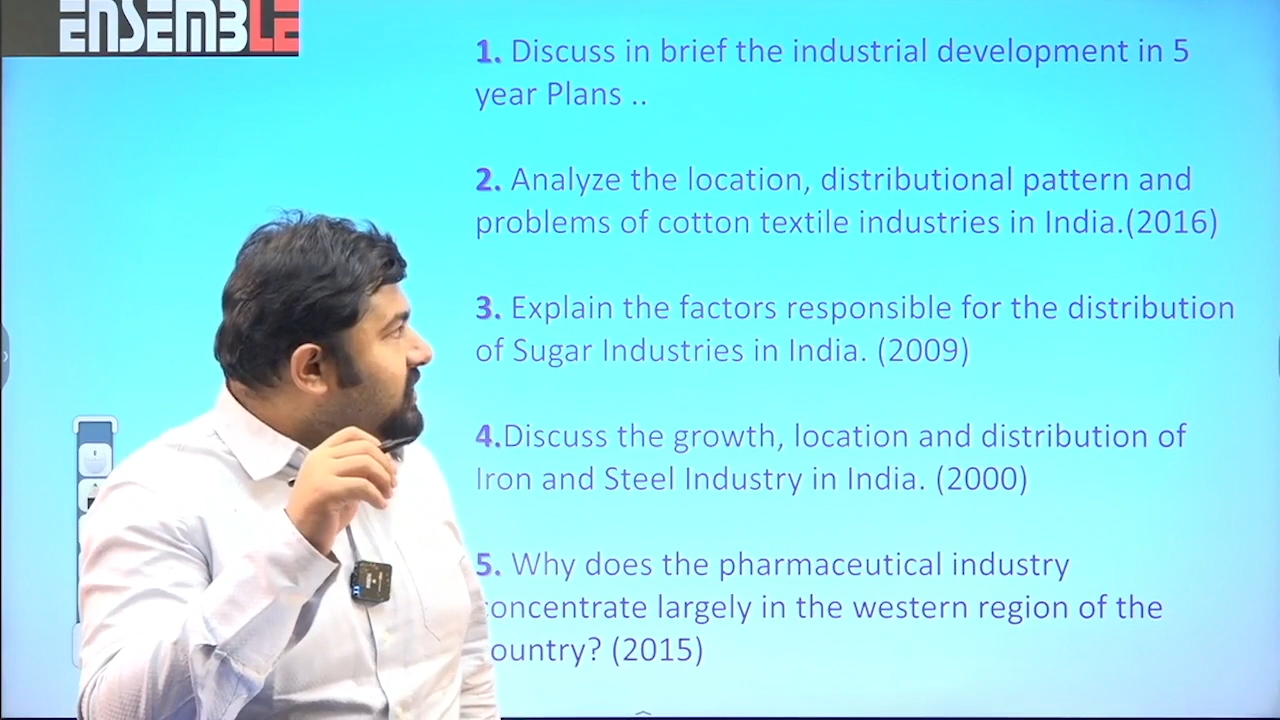 ENSEMBLE
1. Discuss in brief the industrial development in 5
year Plans ..
2. Analyze the location, distributional pattern and
problems of cotton textile industries in India.(2016)
3. Explain the factors responsible for the distribution
of Sugar Industries in India. (2009)
4.Discuss the growth, location and distribution of
Iron and Steel Industry in India. (2000)
5. Why does the pharmaceutical industry
concentrate largely in the western region of the
country? (2015)